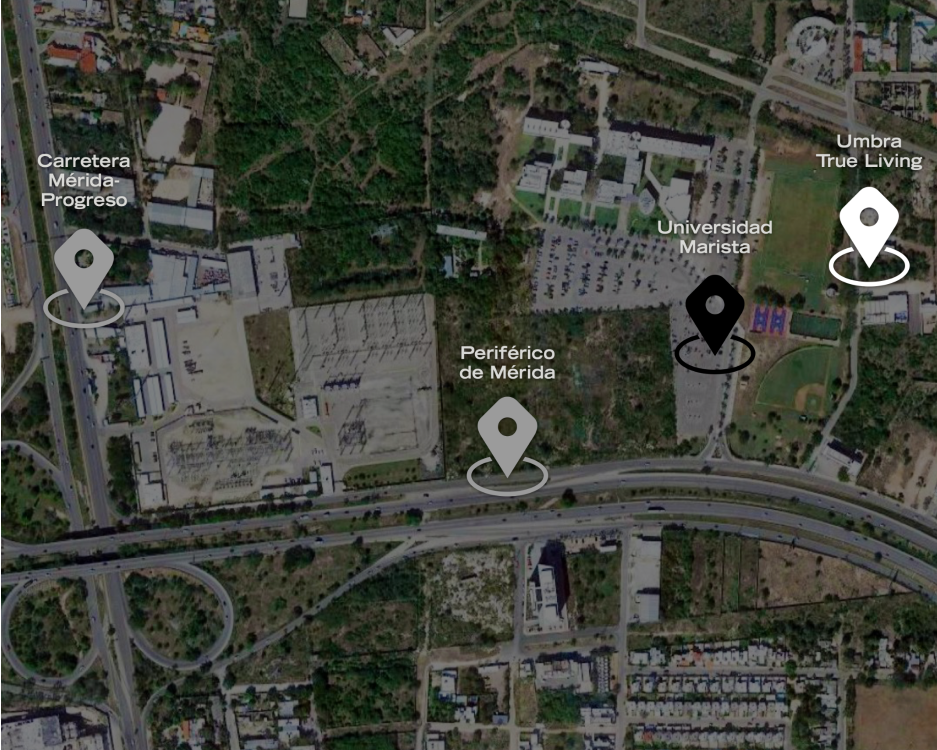 Umbra
True Living
Carretera
Mérida-
Progreso
Universidad
Marista
Periférico
de Mérida